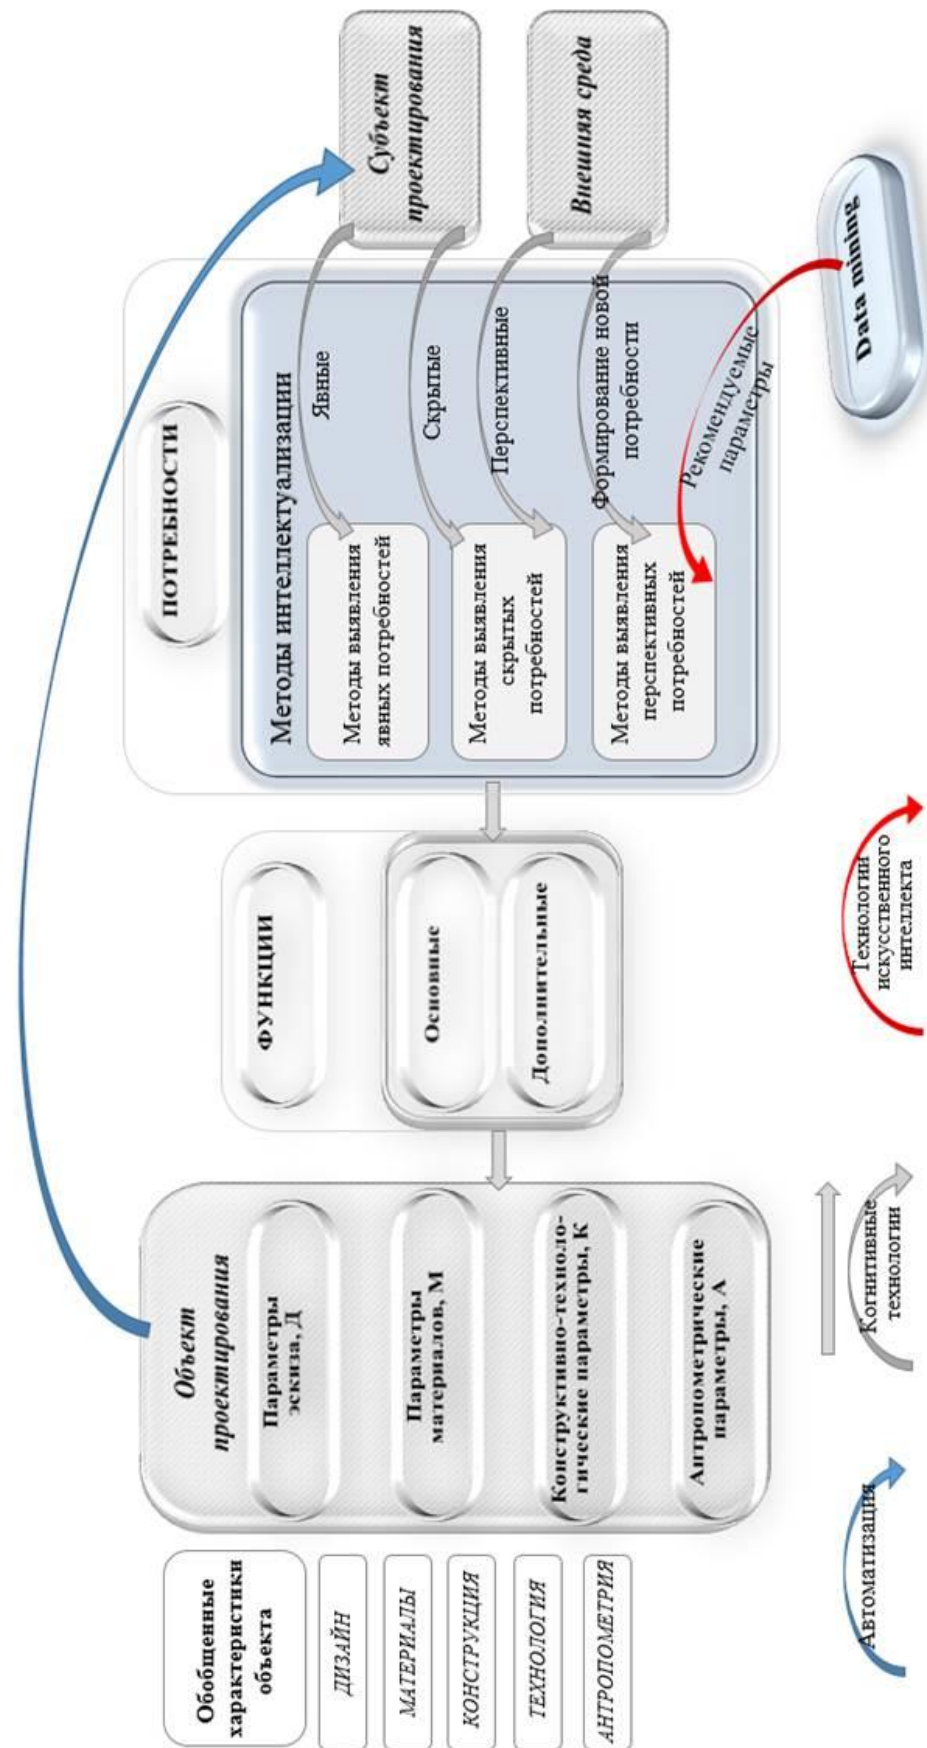 Обобщенные
характеристики
объекта
ДИЗАЙН
МАТЕРИАЛЫ
КОНСТРУКЦИЯ
ТЕХНОЛОГИЯ
АНТРОПОМЕТРИЯ
Объект
проектирования
Параметры
эскиза, Д
Параметры
материалов, М
Конструктивно-техноло-
гические параметры, К
Антропометрические
параметры, А
ФУНКЦИИ
Основные
Дополнительные
ПОТРЕБНОСТИ
Методы интеллектуализации
Методы выявления
явных потребностей
Методы выявления
скрытых
потребностей
Методы выявления
перспективных
потребностей
Явные
Скрытые
Перспективные
Формирование новой
потребности
Рекомендуемые
параметры
Субъект
проектирования
Внешняя среда
Data mining
Автоматизация
Когнитивные
технологии
Технологии
искусственного
интеллекта